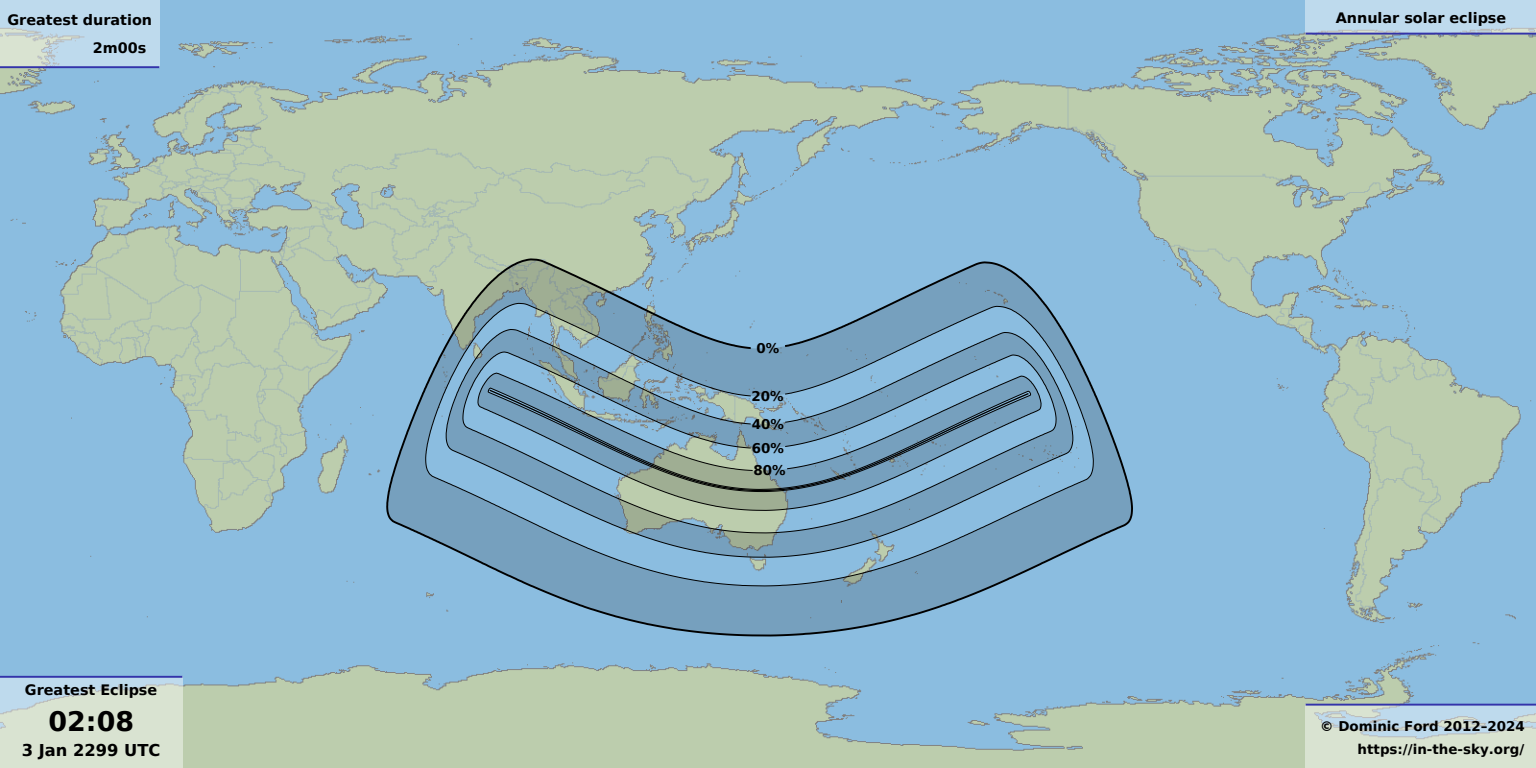 Greatest duration
2m00s
Annular solar eclipse
0%
20%
40%
60%
80%
Greatest Eclipse
02:08
3 Jan 2299 UTC
© Dominic Ford 2012–2024
https://in-the-sky.org/